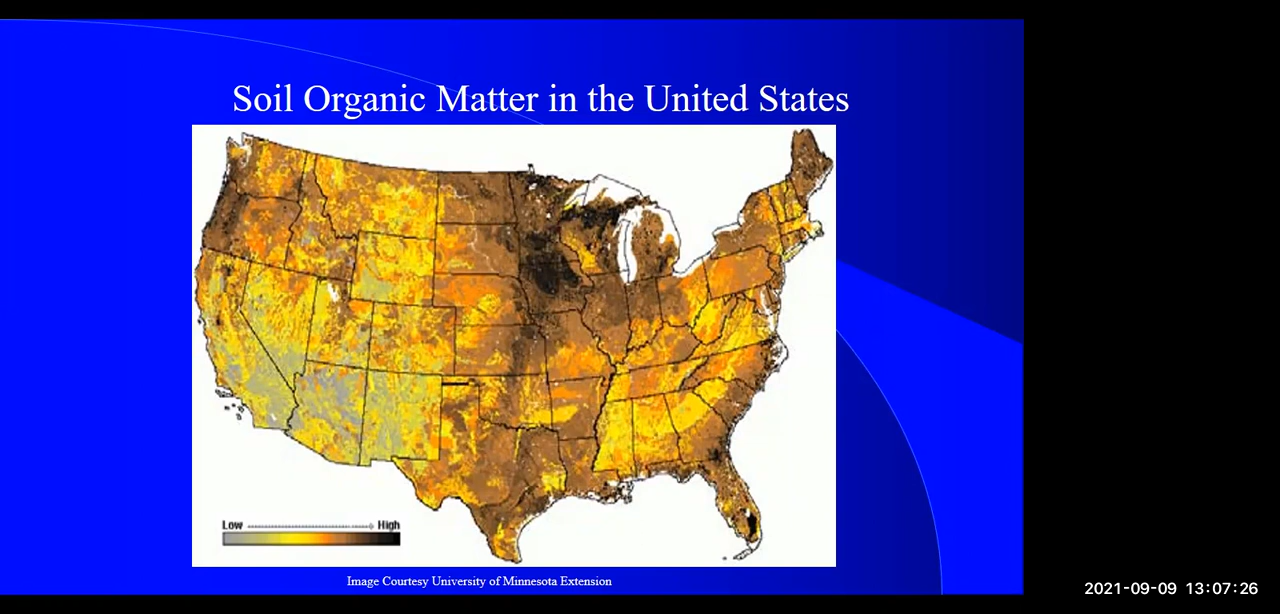 Soil Organic Matter in the United States
Low High
Image Courtesy University of Minnesota Extension
2021-09-09 13:07:26